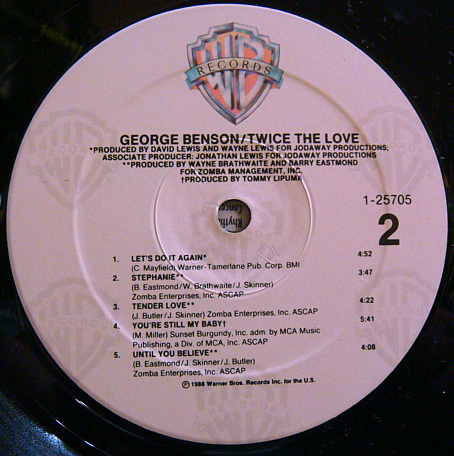 WB
RECORDS
GEORGE BENSON/TWICE THE LOVE
*PRODUCED BY DAVID LEWIS AND WAYNE LEWIS FOR JODAWAY PRODUCTIONS;
ASSOCIATE PRODUCER: JONATHAN LEWIS FOR JODAWAY PRODUCTIONS
**PRODUCED BY WAYNE BRATHWAITE AND BARRY EASTMOND
FOR ZOMBA MANAGEMENT, INC.
†PRODUCED BY TOMMY LIPUMA
1-25705
2
1. LET'S DO IT AGAIN* 4:52
(C. Mayfield) Warner-Tamerlane Pub. Corp. BMI
2. STEPHANIE** 3:47
(B. Eastmond/W. Brathwaite/J. Skinner)
Zomba Enterprises, Inc. ASCAP
3. TENDER LOVE** 4:22
(J. Butler/J. Skinner) Zomba Enterprises, Inc. ASCAP
4. YOU'RE STILL MY BABY† 5:41
(M. Miller) Sunset Burgundy, Inc. adm. by MCA Music
Publishing, a Div. of MCA, Inc. ASCAP
5. UNTIL YOU BELIEVE** 4:08
(B. Eastmond/J. Skinner/J. Butler)
Zomba Enterprises, Inc. ASCAP
℗ 1988 Warner Bros. Records Inc. for the U.S.